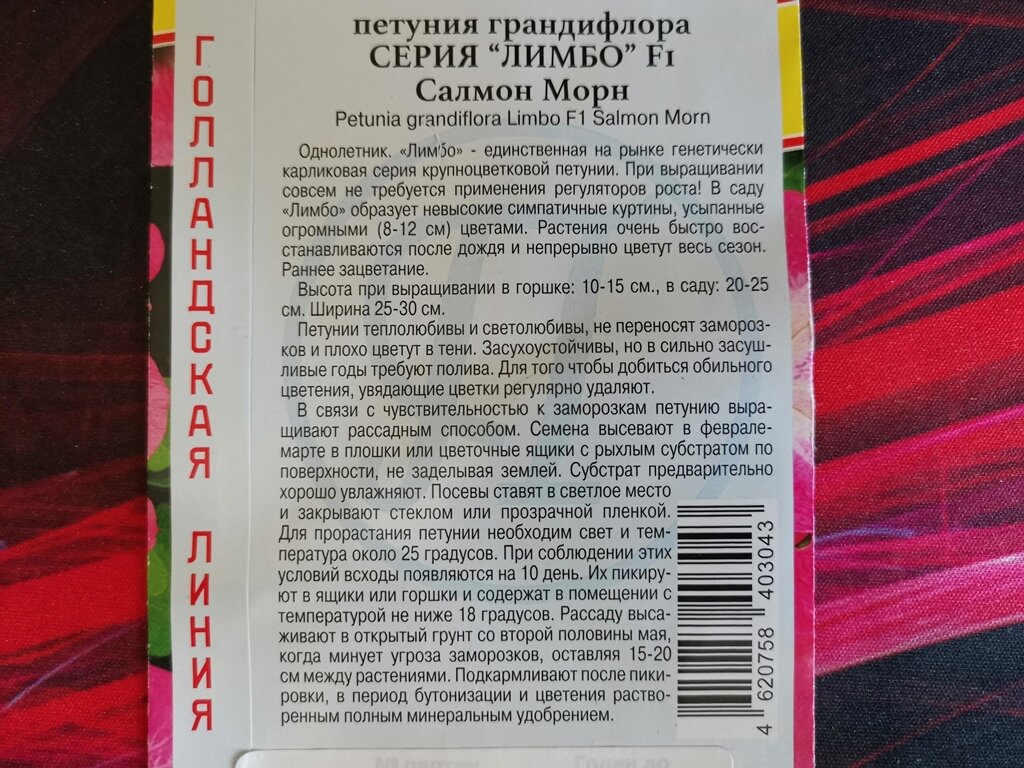 петуния грандифлора
СЕРИЯ “ЛИМБО” F1
Салмон Морн
Petunia grandiflora Limbo F1 Salmon Morn
Однолетник. «Лимбо» - единственная на рынке генетически
карликовая серия крупноцветковой петунии. При выращивании
совсем не требуется применения регуляторов роста! В саду
«Лимбо» образует невысокие симпатичные куртины, усыпанные
огромными (8-12 см) цветами. Растения очень быстро вос-
станавливаются после дождя и непрерывно цветут весь сезон.
Раннее зацветание.
Высота при выращивании в горшке: 10-15 см., в саду: 20-25
см. Ширина 25-30 см.
Петунии теплолюбивы и светолюбивы, не переносят замороз-
ков и плохо цветут в тени. Засухоустойчивы, но в сильно засуш-
ливые годы требуют полива. Для того чтобы добиться обильного
цветения, увядающие цветки регулярно удаляют.
В связи с чувствительностью к заморозкам петунию выра-
щивают рассадным способом. Семена высевают в феврале-
марте в плошки или цветочные ящики с рыхлым субстратом по
поверхности, не заделывая землей. Субстрат предварительно
хорошо увлажняют. Посевы ставят в светлое место
и закрывают стеклом или прозрачной пленкой.
Для прорастания петунии необходим свет и тем-
пература около 25 градусов. При соблюдении этих
условий всходы появляются на 10 день. Их пикиру-
ют в ящики или горшки и содержат в помещении с
температурой не ниже 18 градусов. Рассаду выса-
живают в открытый грунт со второй половины мая,
когда минует угроза заморозков, оставляя 15-20
см между растениями. Подкармливают после пики-
ровки, в период бутонизации и цветения раство-
ренным полным минеральным удобрением.
ГОЛЛАНДСКАЯ ЛИНИЯ
4 620758 403043